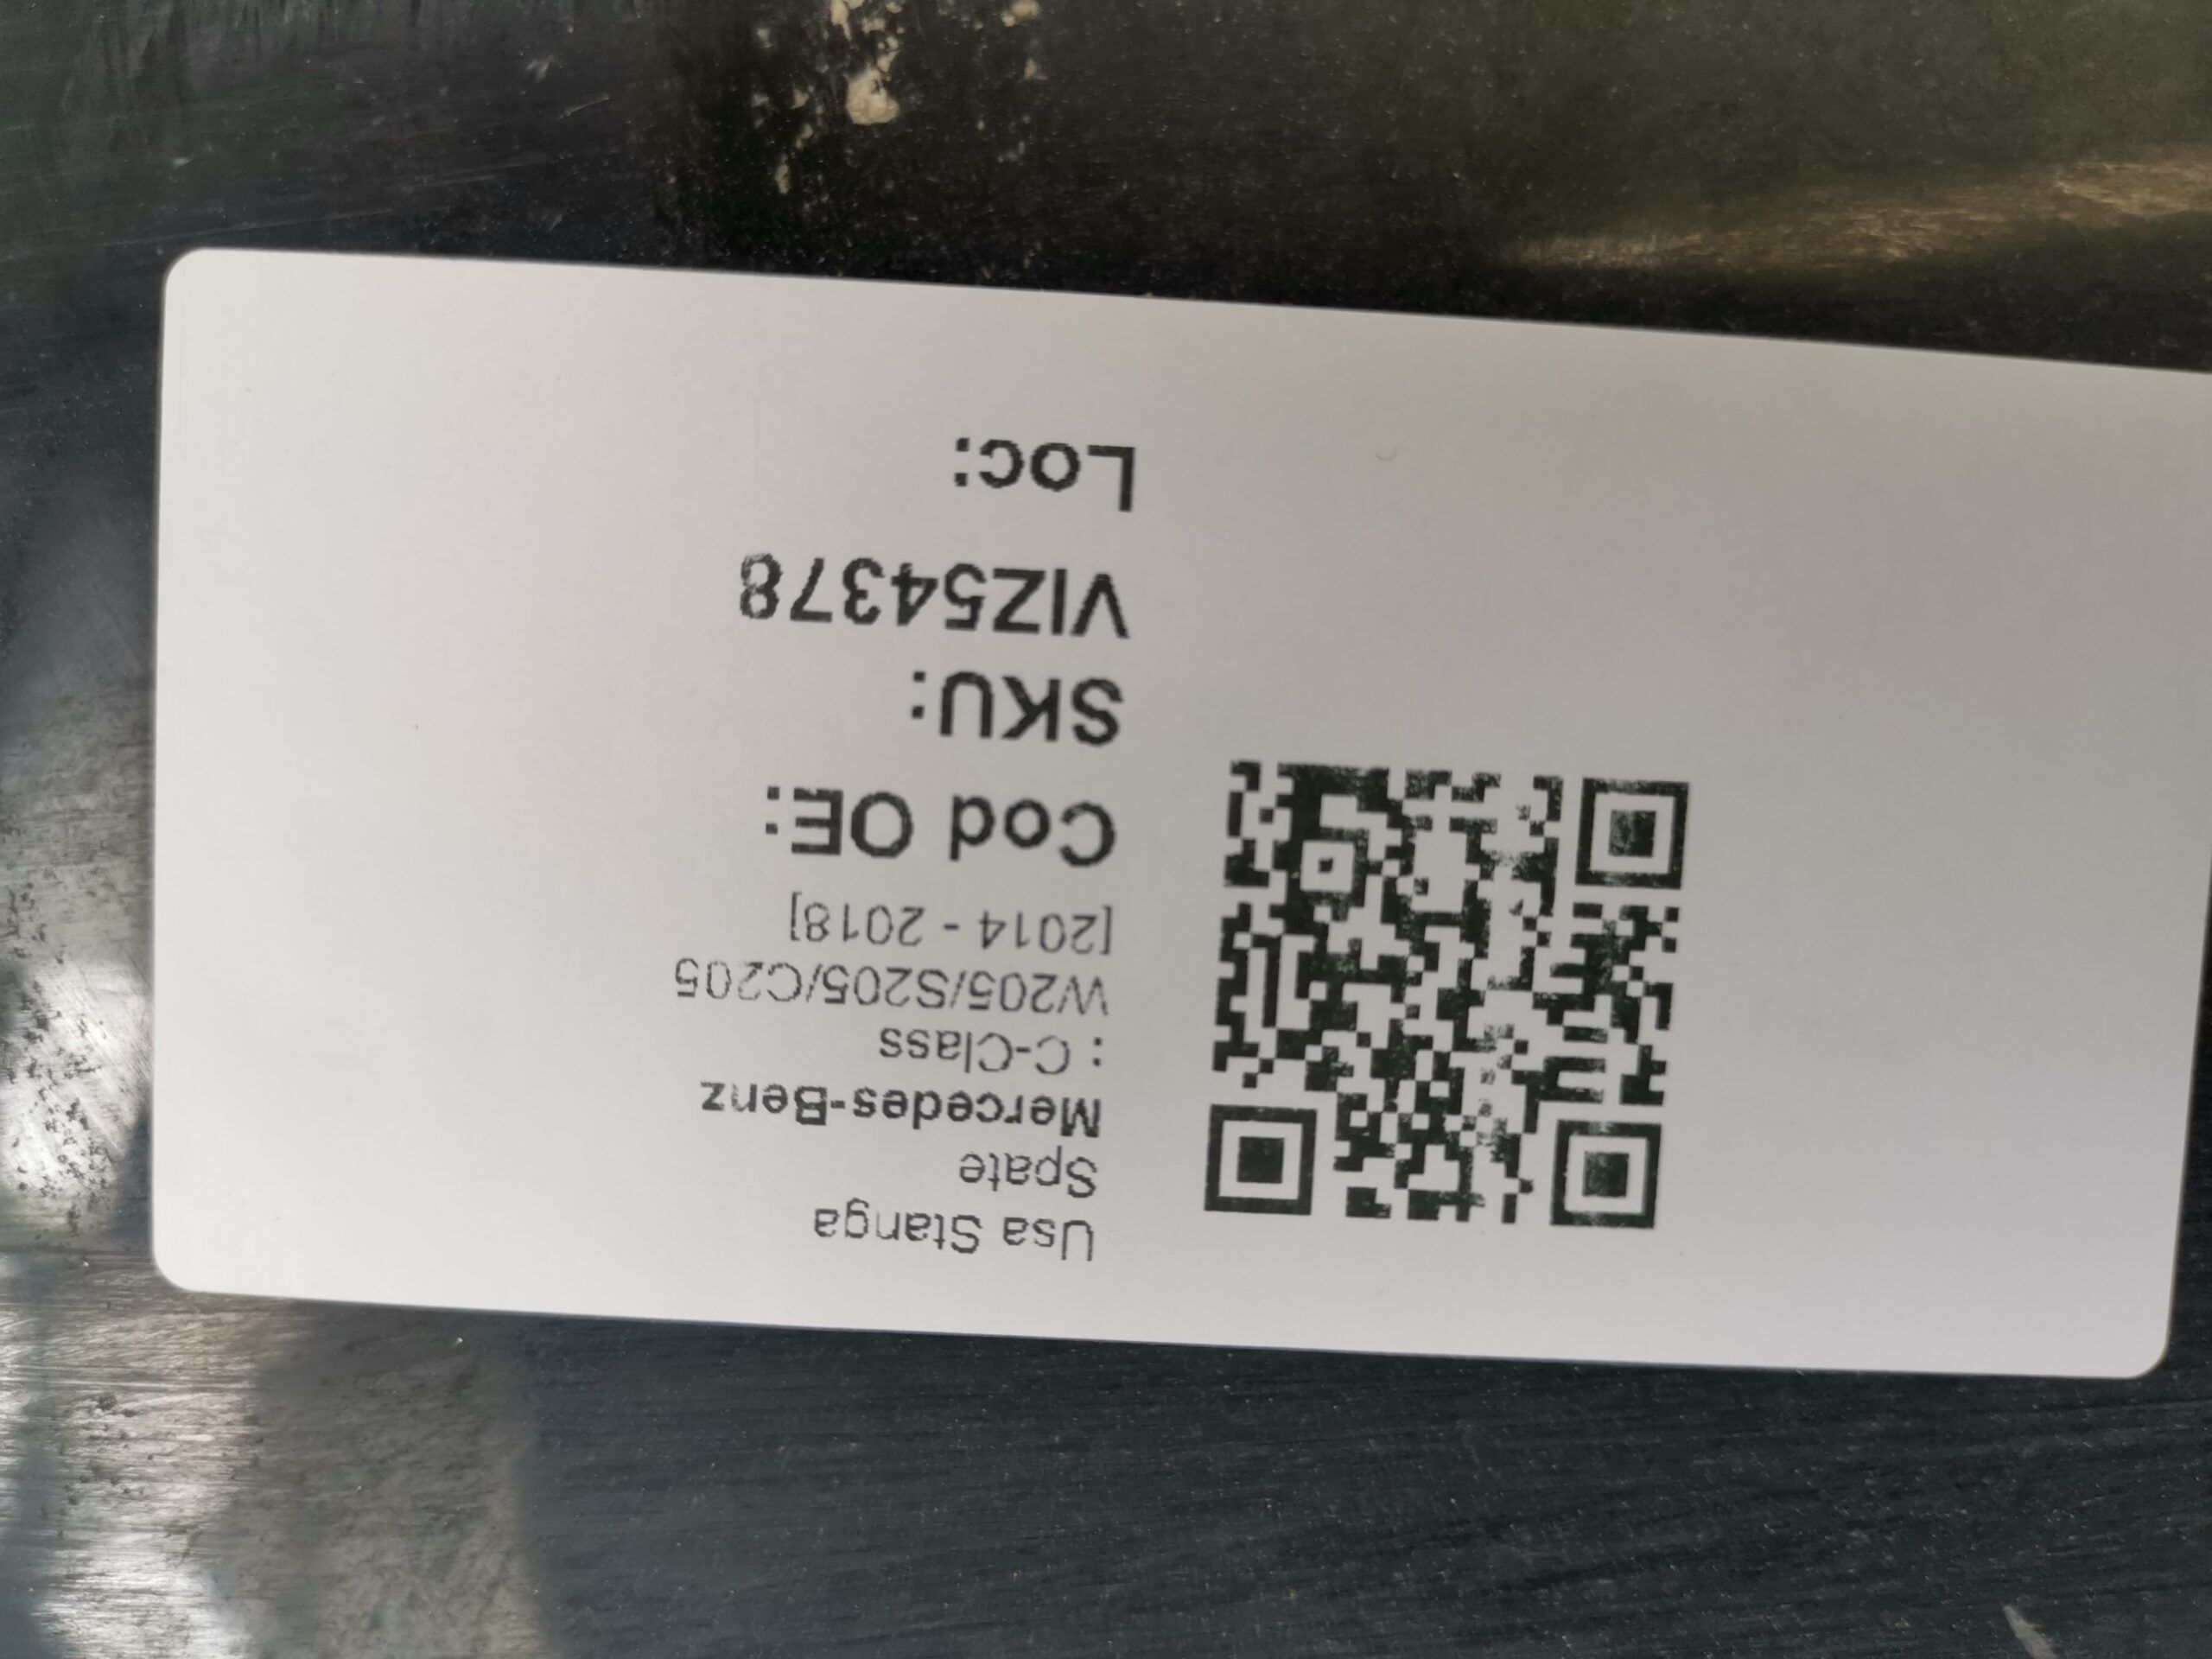 Usa Stanga
Spate
Mercedes-Benz
: C-Class
W205/S205/C205
[2014 - 2018]
Cod OE:
SKU:
VIZ54378
Loc: